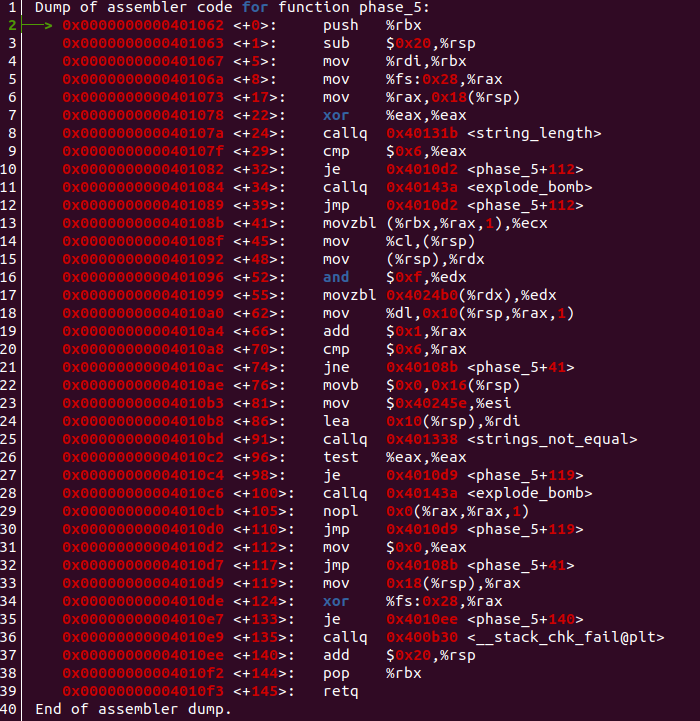 1 Dump of assembler code for function phase_5:
2 ──> 0x0000000000401062 <+0>: push %rbx
3 0x0000000000401063 <+1>: sub $0x20,%rsp
4 0x0000000000401067 <+5>: mov %rdi,%rbx
5 0x000000000040106a <+8>: mov %fs:0x28,%rax
6 0x0000000000401073 <+17>: mov %rax,0x18(%rsp)
7 0x0000000000401078 <+22>: xor %eax,%eax
8 0x000000000040107a <+24>: callq 0x40131b <string_length>
9 0x000000000040107f <+29>: cmp $0x6,%eax
10 0x0000000000401082 <+32>: je 0x4010d2 <phase_5+112>
11 0x0000000000401084 <+34>: callq 0x40143a <explode_bomb>
12 0x0000000000401089 <+39>: jmp 0x4010d2 <phase_5+112>
13 0x000000000040108b <+41>: movzbl (%rbx,%rax,1),%ecx
14 0x000000000040108f <+45>: mov %cl,(%rsp)
15 0x0000000000401092 <+48>: mov (%rsp),%rdx
16 0x0000000000401096 <+52>: and $0xf,%edx
17 0x0000000000401099 <+55>: movzbl 0x4024b0(%rdx),%edx
18 0x00000000004010a0 <+62>: mov %dl,0x10(%rsp,%rax,1)
19 0x00000000004010a4 <+66>: add $0x1,%rax
20 0x00000000004010a8 <+70>: cmp $0x6,%rax
21 0x00000000004010ac <+74>: jne 0x40108b <phase_5+41>
22 0x00000000004010ae <+76>: movb $0x0,0x16(%rsp)
23 0x00000000004010b3 <+81>: mov $0x40245e,%esi
24 0x00000000004010b8 <+86>: lea 0x10(%rsp),%rdi
25 0x00000000004010bd <+91>: callq 0x401338 <strings_not_equal>
26 0x00000000004010c2 <+96>: test %eax,%eax
27 0x00000000004010c4 <+98>: je 0x4010d9 <phase_5+119>
28 0x00000000004010c6 <+100>: callq 0x40143a <explode_bomb>
29 0x00000000004010cb <+105>: nopl 0x0(%rax,%rax,1)
30 0x00000000004010d0 <+110>: jmp 0x4010d9 <phase_5+119>
31 0x00000000004010d2 <+112>: mov $0x0,%eax
32 0x00000000004010d7 <+117>: jmp 0x40108b <phase_5+41>
33 0x00000000004010d9 <+119>: mov 0x18(%rsp),%rax
34 0x00000000004010de <+124>: xor %fs:0x28,%rax
35 0x00000000004010e7 <+133>: je 0x4010ee <phase_5+140>
36 0x00000000004010e9 <+135>: callq 0x400b30 <__stack_chk_fail@plt>
37 0x00000000004010ee <+140>: add $0x20,%rsp
38 0x00000000004010f2 <+144>: pop %rbx
39 0x00000000004010f3 <+145>: retq
40 End of assembler dump.